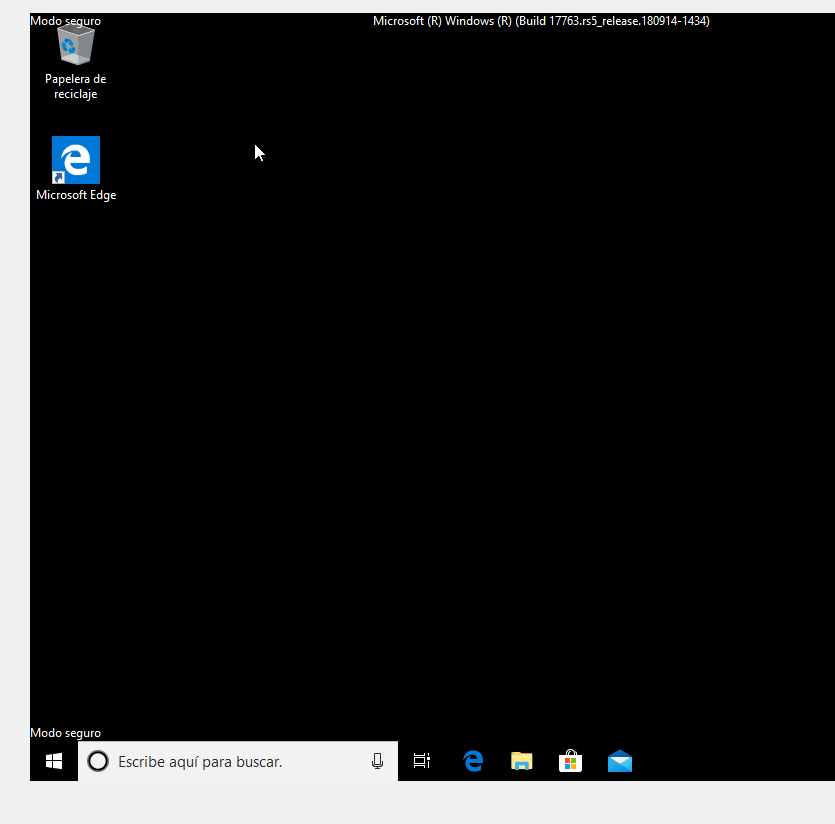 Modo seguro
Microsoft (R) Windows (R) (Build 17763.rs5_release.180914-1434)
Papelera de
reciclaje
Microsoft Edge
Modo seguro
Escribe aquí para buscar.